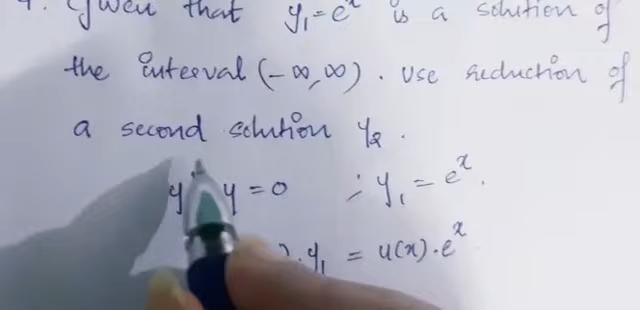 Given that y₁ = eˣ is a solution of
the interval (-∞, ∞). Use reduction of
a second solution y₂.
y y = 0 ; y₁ = eˣ.
). y₁ = u(x).eˣ